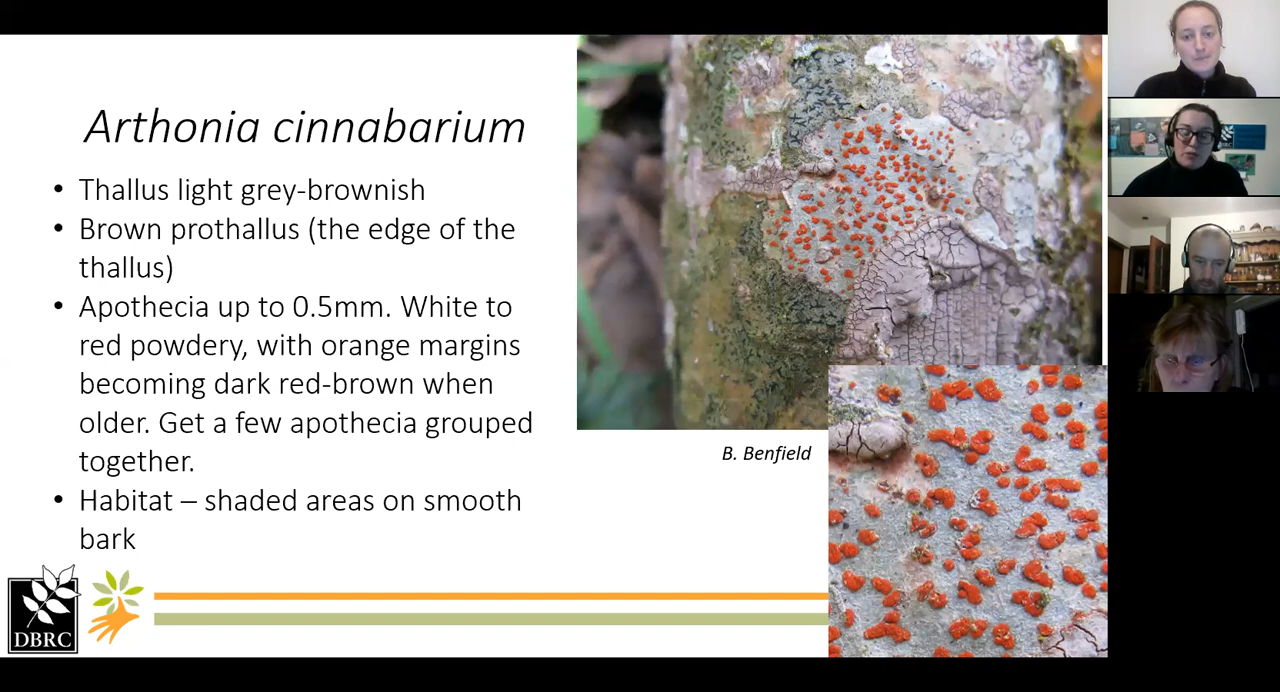 Arthonia cinnabarium
• Thallus light grey-brownish
• Brown prothallus (the edge of the
thallus)
• Apothecia up to 0.5mm. White to
red powdery, with orange margins
becoming dark red-brown when
older. Get a few apothecia grouped
together.
• Habitat – shaded areas on smooth
bark
B. Benfield
DBRC